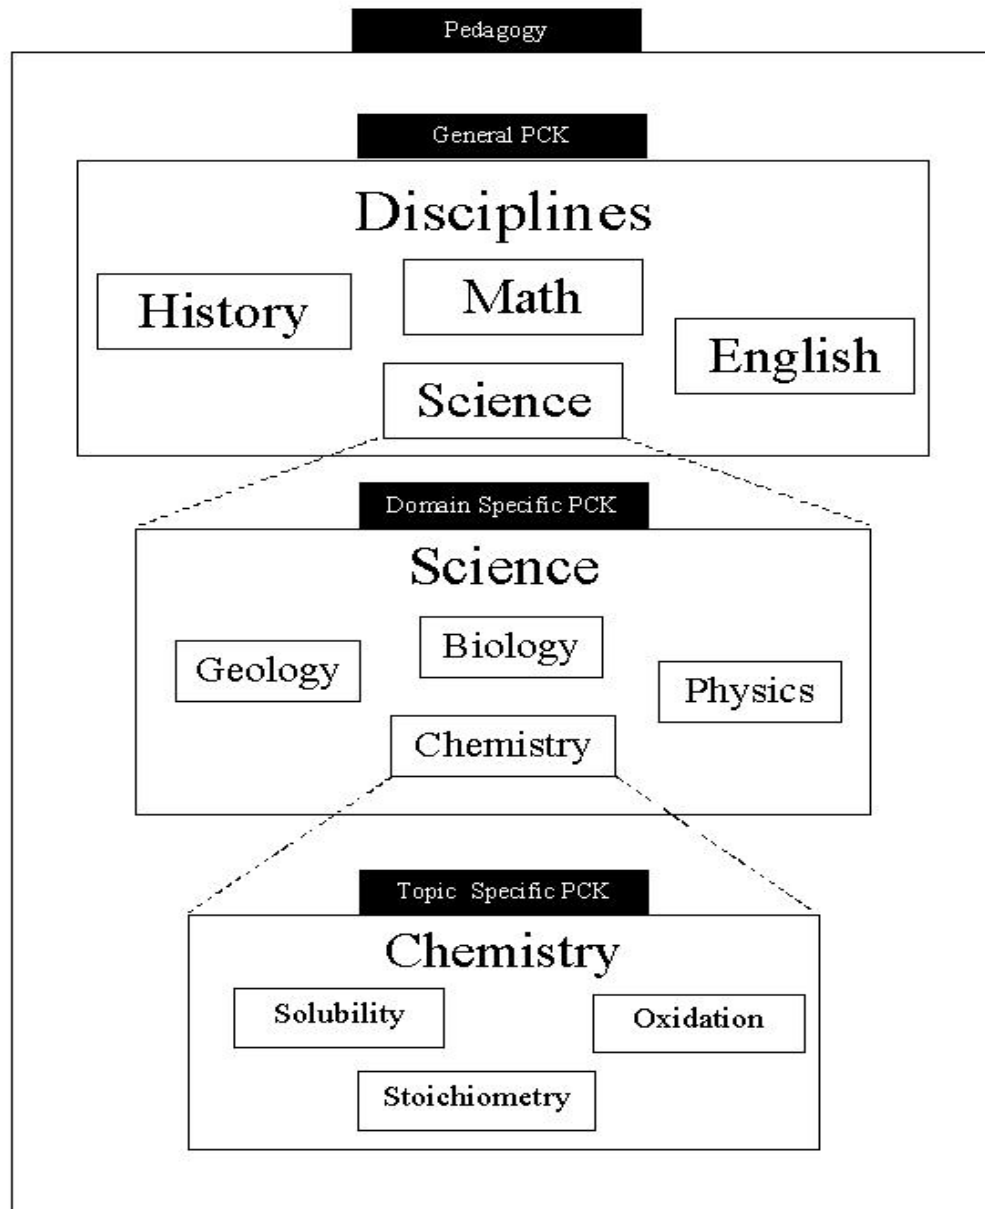 Pedagogy
General PCK
Disciplines
History
Math
English
Science
Domain Specific PCK
Science
Geology
Biology
Physics
Chemistry
Topic Specific PCK
Chemistry
Solubility
Oxidation
Stoichiometry